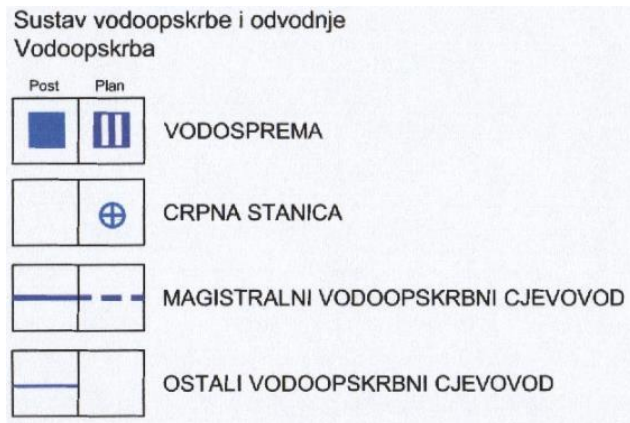 Sustav vodoopskrbe i odvodnje
Vodoopskrba
Post Plan
VODOSPREMA
CRPNA STANICA
MAGISTRALNI VODOOPSKRBNI CJEVOVOD
OSTALI VODOOPSKRBNI CJEVOVOD